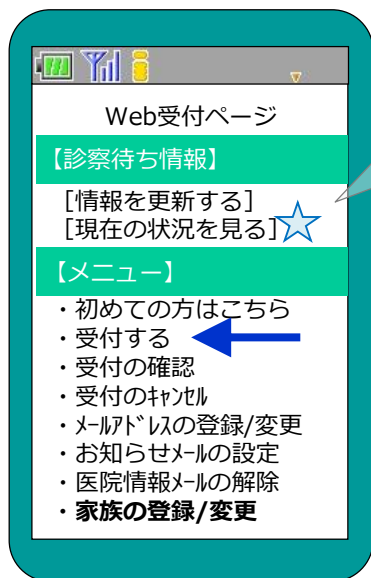 Web受付ページ
【診察待ち情報】
[情報を更新する]
[現在の状況を見る]
【メニュー】
・初めての方はこちら
・受付する
・受付の確認
・受付のｷｬﾝｾﾙ
・ﾒｰﾙｱﾄﾞﾚｽの登録/変更
・お知らせﾒｰﾙの設定
・医院情報ﾒｰﾙの解除
・家族の登録/変更